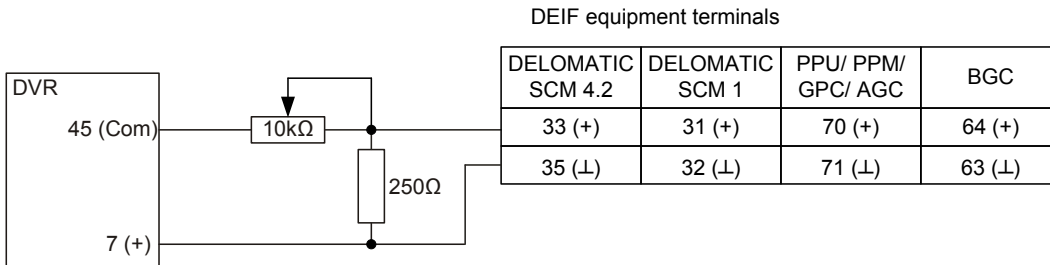 DEIF equipment terminals
DVR
45 (Com)
7 (+)
10kΩ
250Ω
DELOMATIC
SCM 4.2
DELOMATIC
SCM 1
PPU/ PPM/
GPC/ AGC
BGC
33 (+)
31 (+)
70 (+)
64 (+)
35 (⊥)
32 (⊥)
71 (⊥)
63 (⊥)